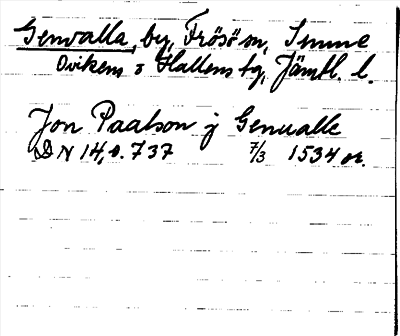 Genvalla, by, Frösö sn, Sunne
Ovikens o Hallens tg, Jämtl. l.
Jon Paalson j Genualle
DN 14, s. 737 7/3 1534 or.